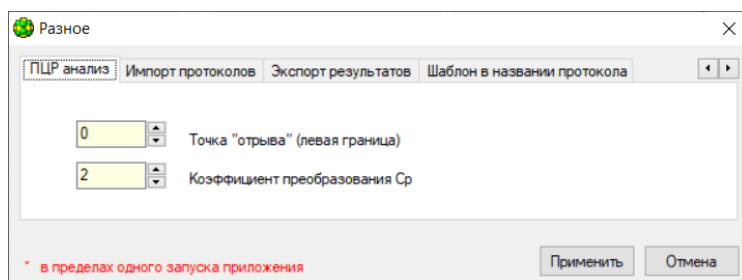 Разное
ПЦР анализ Импорт протоколов Экспорт результатов Шаблон в названии протокола
0 Точка "отрыва" (левая граница)
2 Коэффициент преобразования Cp
* в пределах одного запуска приложения Применить Отмена